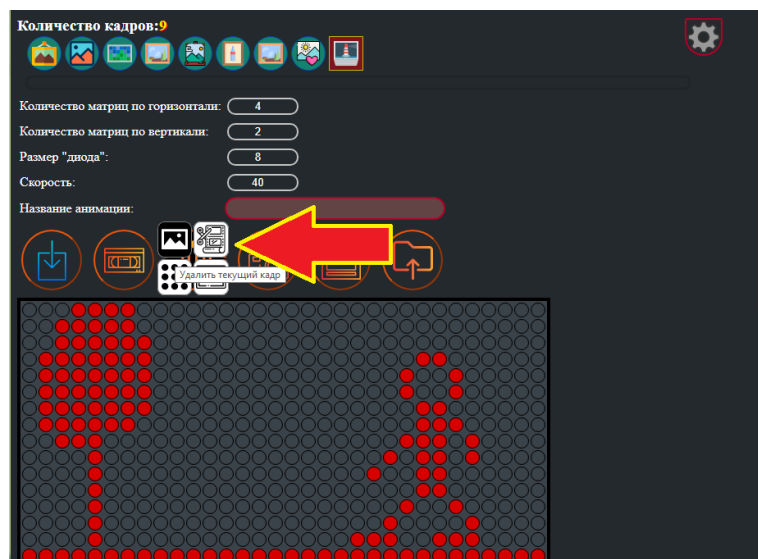 Количество кадров:9
Количество матриц по горизонтали: 4
Количество матриц по вертикали: 2
Размер "диода": 8
Скорость: 40
Название анимации:
Удалить текущий кадр